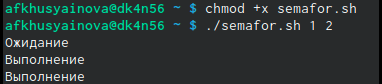 afkhusyainova@dk4n56 ~ $ chmod +x semafor.sh
afkhusyainova@dk4n56 ~ $ ./semafor.sh 1 2
Ожидание
Выполнение
Выполнение